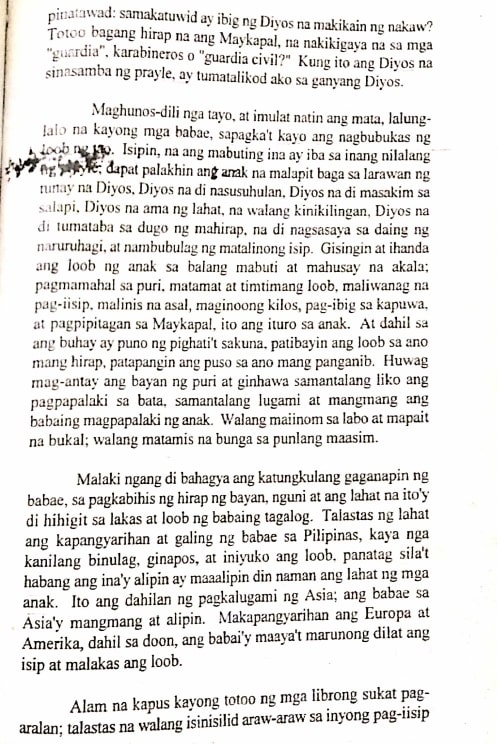 pinatawad: samakatuwid ay ibig ng Diyos na makikain ng nakaw?
Totoo bagang hirap na ang Maykapal, na nakikigaya na sa mga
"guardia", karabineros o "guardia civil?" Kung ito ang Diyos na
sinasamba ng prayle, ay tumatalikod ako sa ganyang Diyos.
Maghunos-dili nga tayo, at imulat natin ang mata, lalung-
lalo na kayong mga babae, sapagka't kayo ang nagbubukas ng
loob ng Isipin, na ang mabuting ina ay iba sa inang nilalang
ng dapat palakhin ang anak na malapit baga sa larawan ng
tunay na Diyos, Diyos na di nasusuhulan, Diyos na di masakim sa
salapi, Diyos na ama ng lahat, na walang kinikilingan, Diyos na
di tumataba sa dugo ng mahirap, na di nagsasaya sa daing ng
naruruhagi, at nambubulag ng matalinong isip. Gisingin at ihanda
ang loob ng anak sa balang mabuti at mahusay na akala;
pagmamahal sa puri, matamat at timtimang loob, maliwanag na
pag-iisip, malinis na asal, maginoong kilos, pag-ibig sa kapuwa,
at pagpipitagan sa Maykapal, ito ang ituro sa anak. At dahil sa
ang buhay ay puno ng pighati't sakuna, patibayin ang loob sa ano
mang hirap, patapangin ang puso sa ano mang panganib. Huwag
mag-antay ang bayan ng puri at ginhawa samantalang liko ang
pagpapalaki sa bata, samantalang lugami at mangmang ang
babaing magpapalaki ng anak. Walang maiinom sa labo at mapait
na bukal; walang matamis na bunga sa punlang maasim.
Malaki ngang di bahagya ang katungkulang gaganapin ng
babae, sa pagkabihis ng hirap ng bayan, nguni at ang lahat na ito'y
di hihigit sa lakas at loob ng babaing tagalog. Talastas ng lahat
ang kapangyarihan at galing ng babae sa Pilipinas, kaya nga
kanilang binulag, ginapos, at iniyuko ang loob, panatag sila't
habang ang ina'y alipin ay maaalipin din naman ang lahat ng mga
anak. Ito ang dahilan ng pagkalugami ng Asia; ang babae sa
Asia'y mangmang at alipin. Makapangyarihan ang Europa at
Amerika, dahil sa doon, ang babai'y maaya't marunong dilat ang
isip at malakas ang loob.
Alam na kapus kayong totoo ng mga librong sukat pag-
aralan; talastas na walang isinisilid araw-araw sa inyong pag-iisip